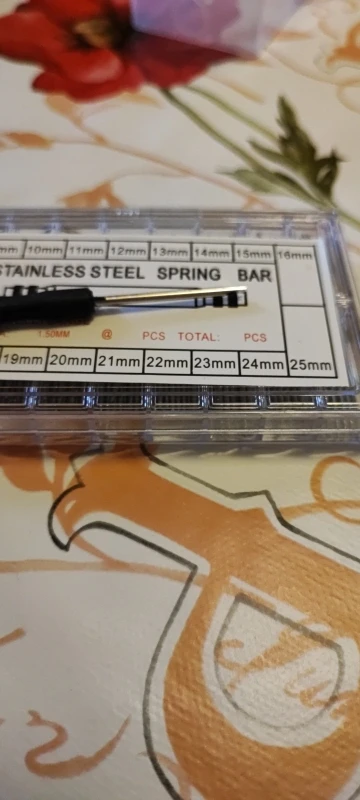 mm 10mm 11mm 12mm 13mm 14mm 15mm 16mm
STAINLESS STEEL SPRING BAR
1.50MM @ PCS TOTAL: PCS
19mm 20mm 21mm 22mm 23mm 24mm 25mm